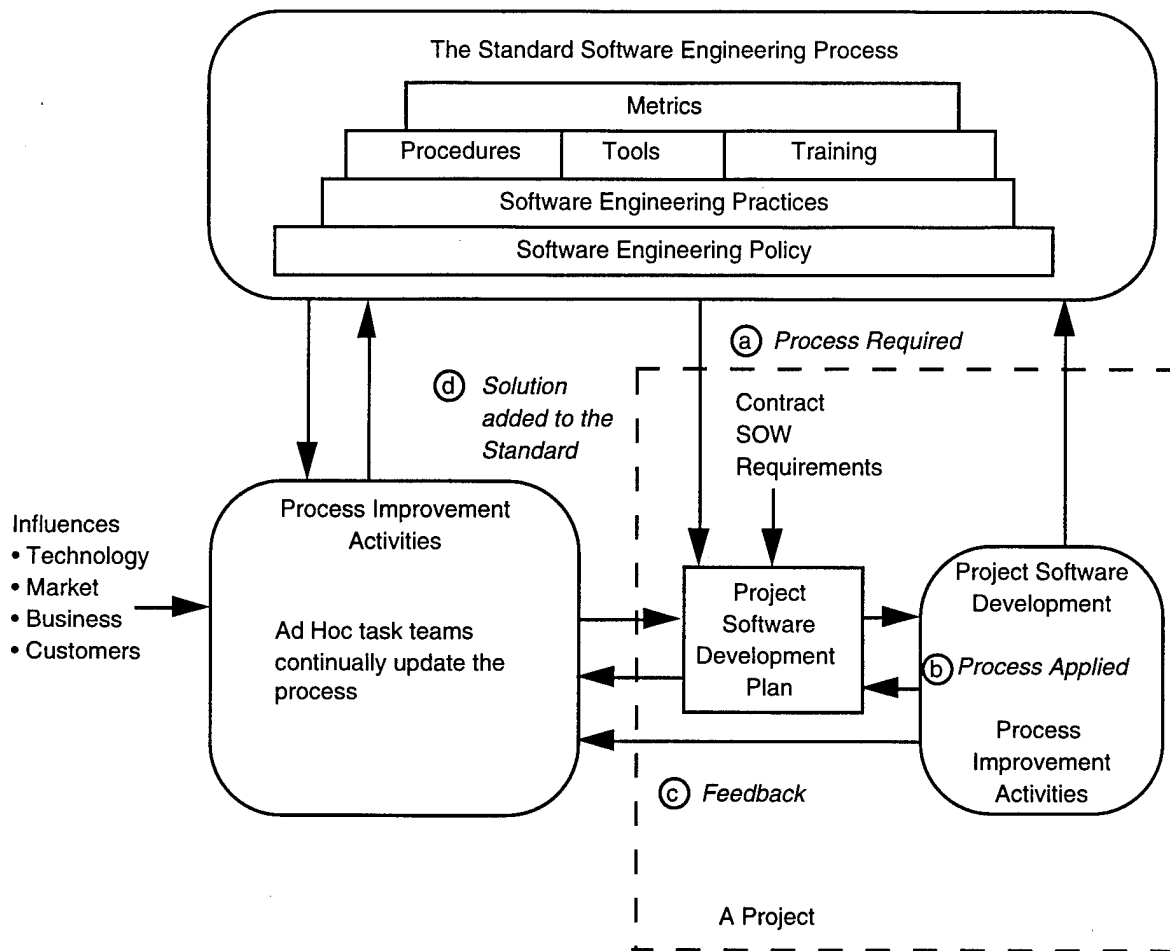 The Standard Software Engineering Process
Metrics
Procedures
Tools
Training
Software Engineering Practices
Software Engineering Policy
a Process Required
d Solution
added to the
Standard
Contract
SOW
Requirements
Influences
• Technology
• Market
• Business
• Customers
Process Improvement
Activities
Ad Hoc task teams
continually update the
process
Project
Software
Development
Plan
Project Software
Development
b Process Applied
Process
Improvement
Activities
c Feedback
A Project